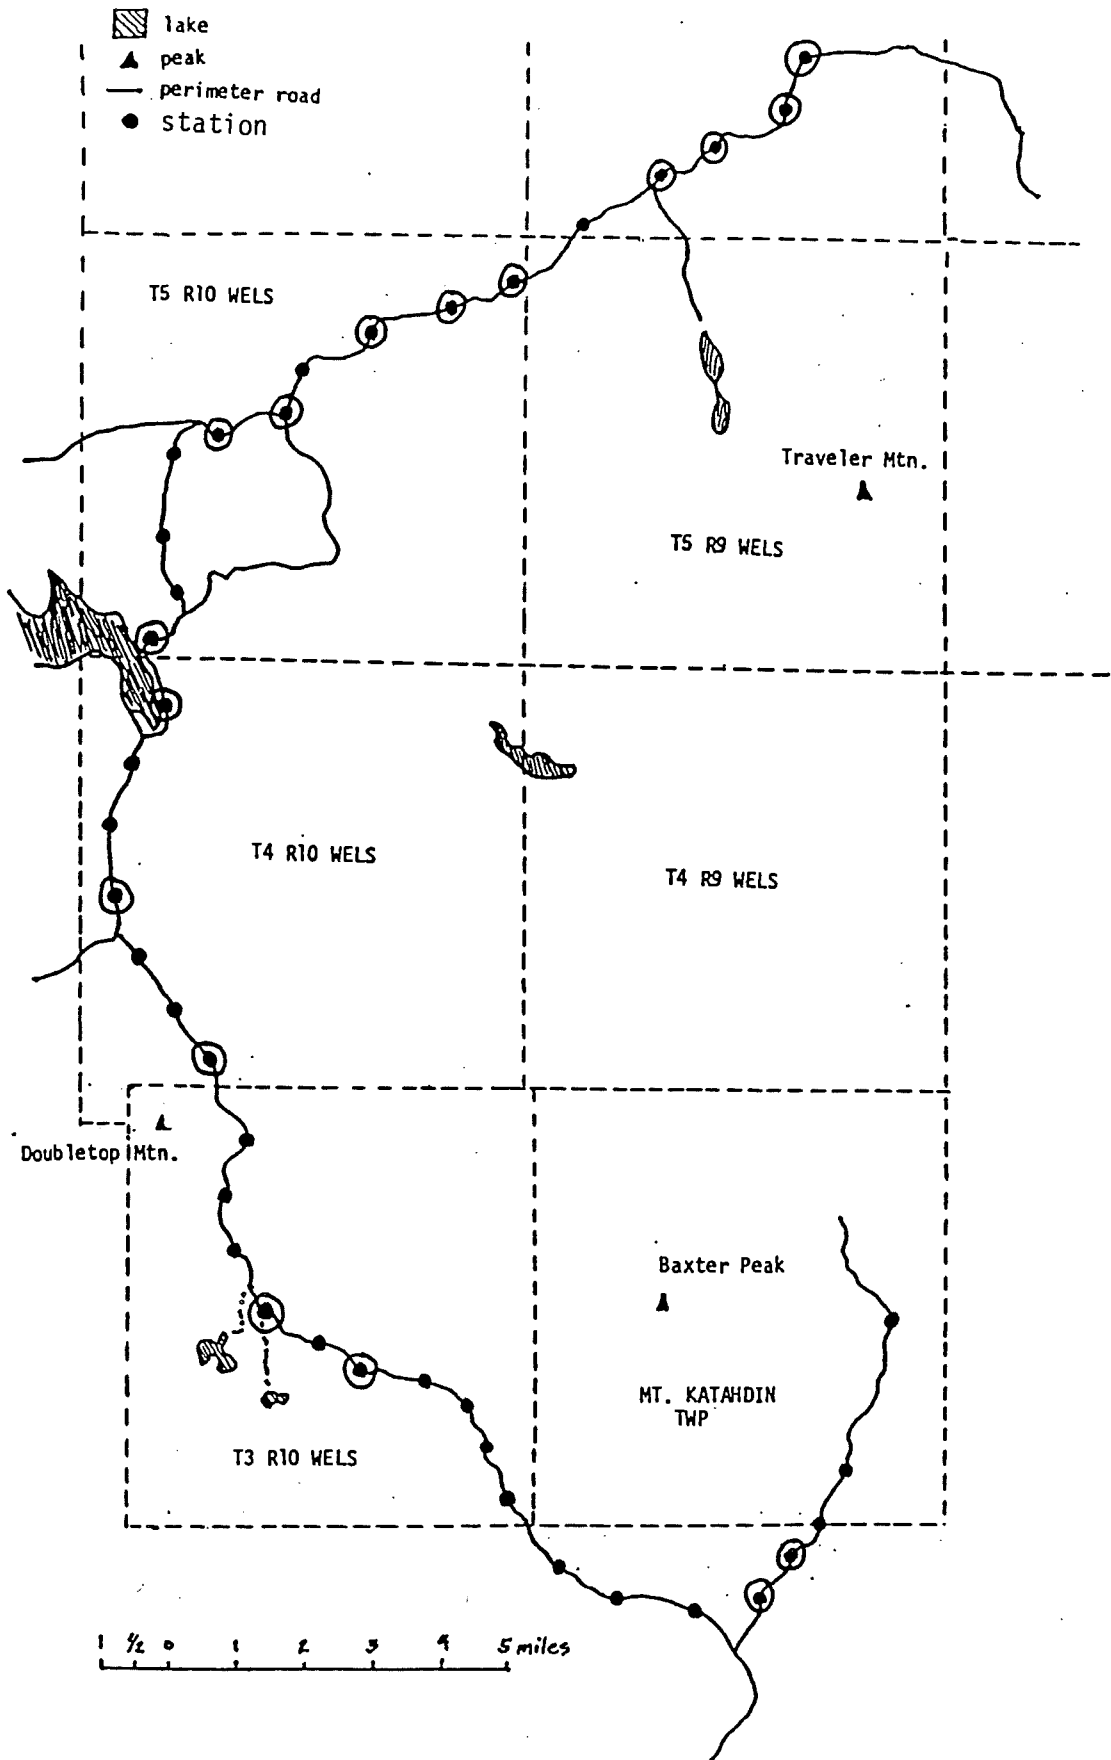 lake
peak
perimeter road
station
T5 R10 WELS
Traveler Mtn.
T5 R9 WELS
T4 R10 WELS
T4 R9 WELS
Doubletop Mtn.
Baxter Peak
MT. KATAHDIN
TWP
T3 R10 WELS
1 1/2 0 1 2 3 4 5 miles